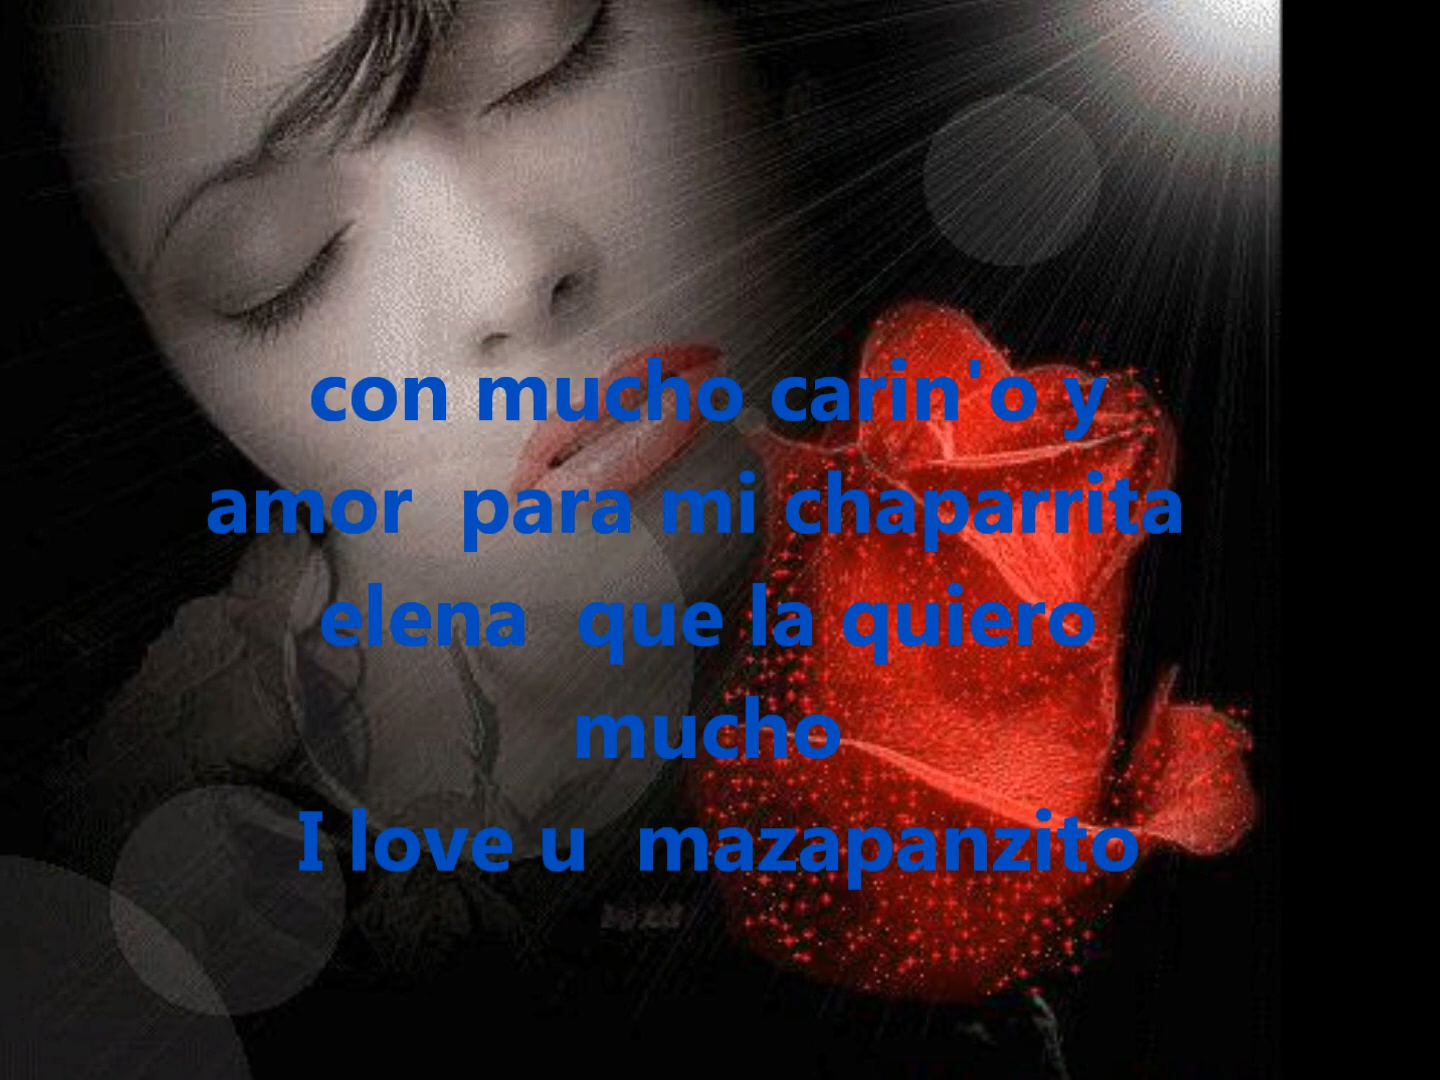 con mucho carin'o y
amor para mi chaparrita
elena que la quiero
mucho
I love u mazapanzito